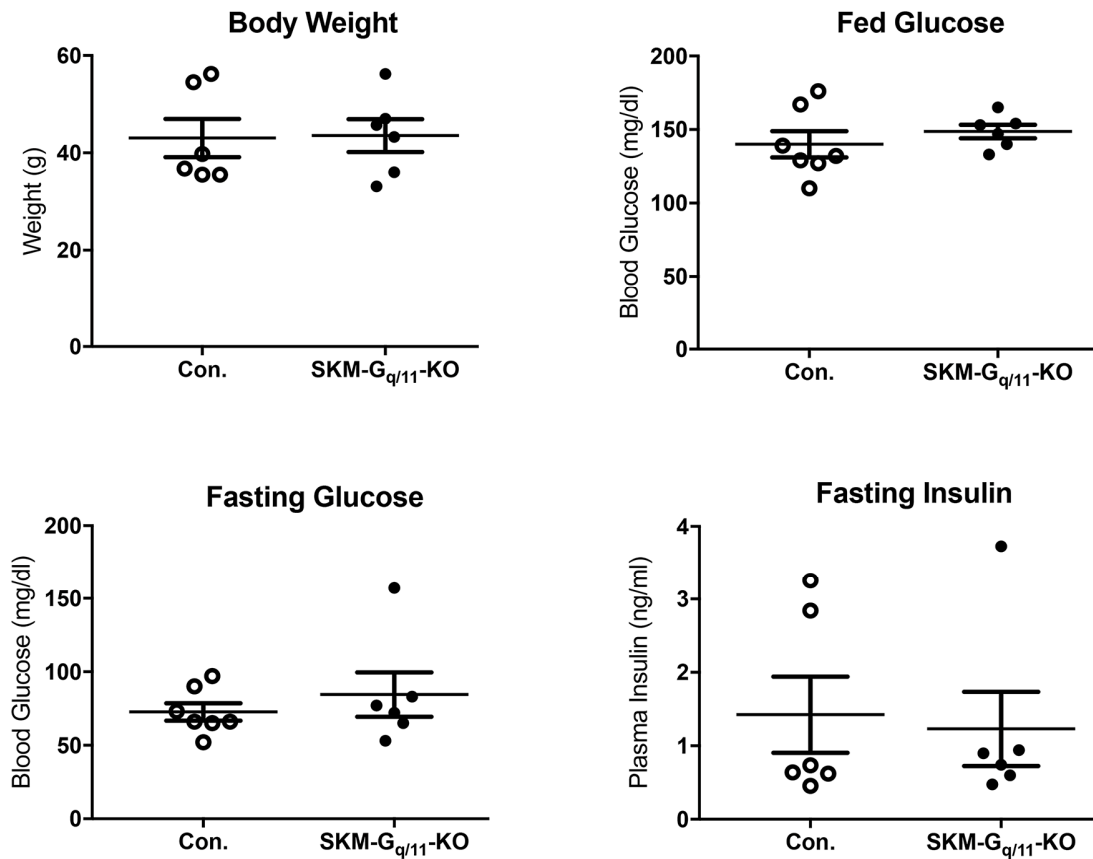 Body Weight
60
40
20
0
Weight (g)
Con.
SKM-Gq/11-KO
Fed Glucose
200
150
100
50
0
Blood Glucose (mg/dl)
Con.
SKM-Gq/11-KO
Fasting Glucose
200
150
100
50
0
Blood Glucose (mg/dl)
Con.
SKM-Gq/11-KO
Fasting Insulin
4
3
2
1
0
Plasma Insulin (ng/ml)
Con.
SKM-Gq/11-KO